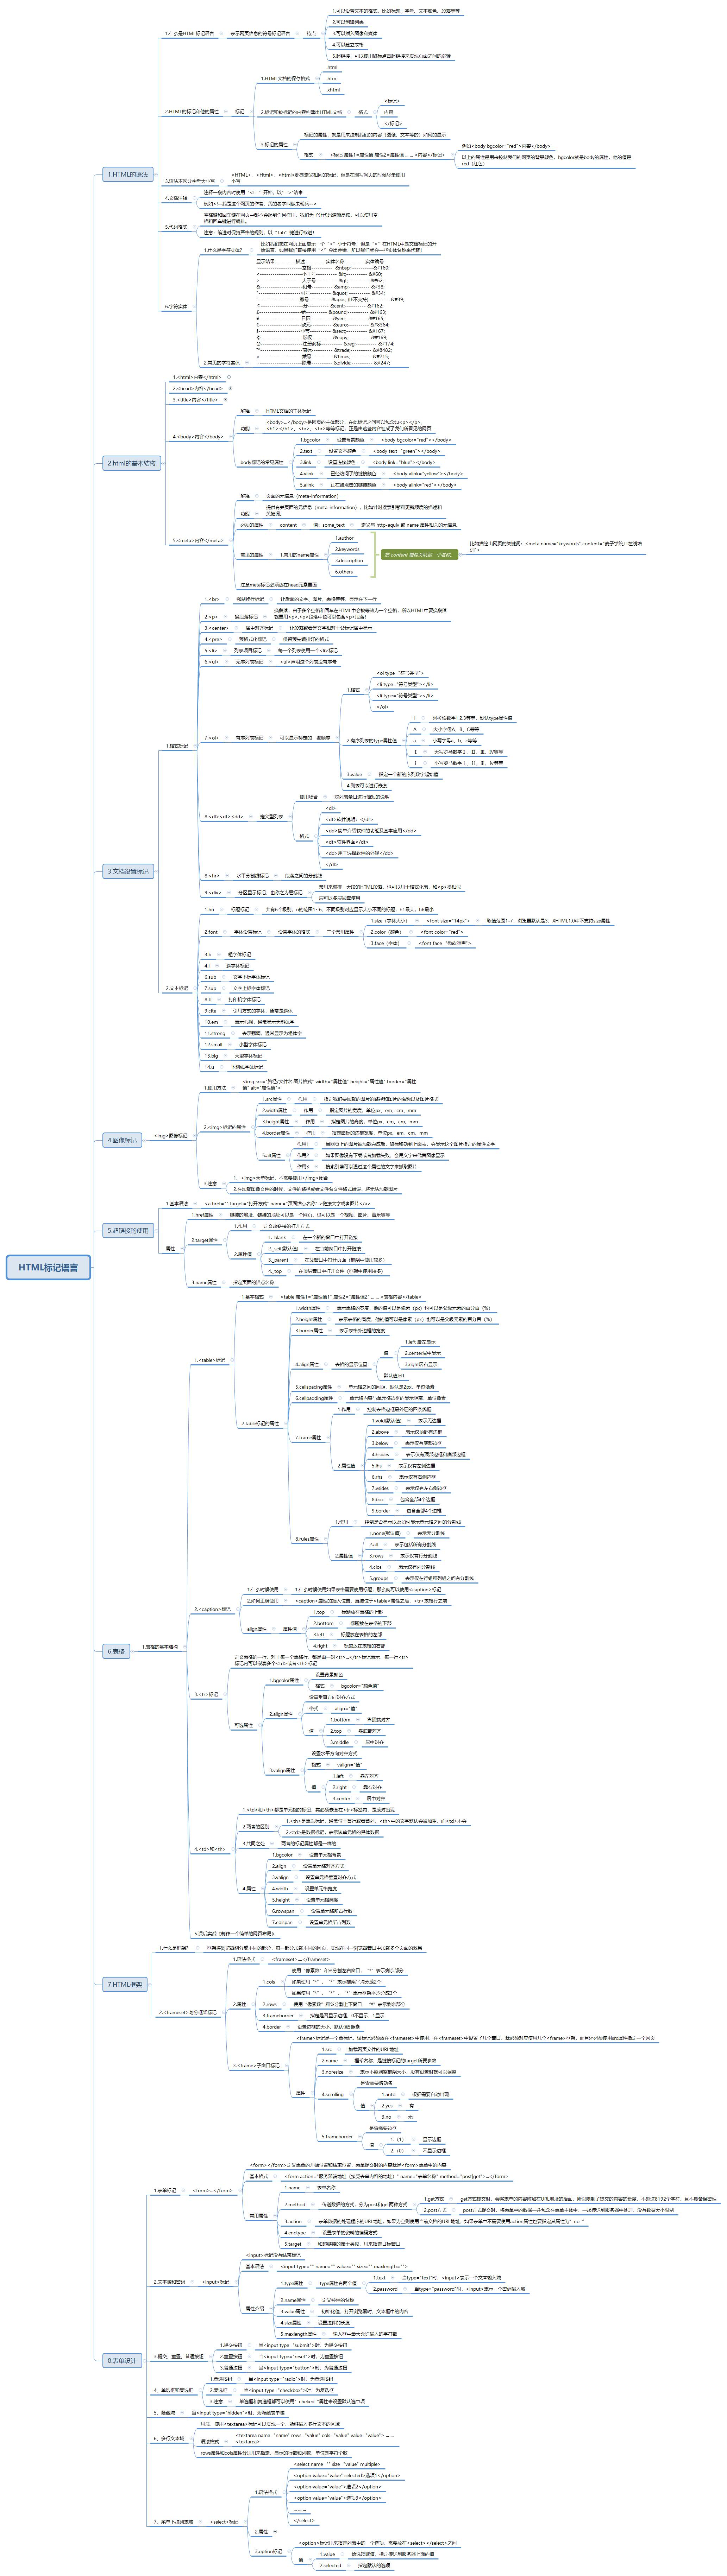 HTML标记语言
1.HTML的语法
1.什么是HTML标记语言
表示网页信息的符号标记语言
特点
1.可以设置文本的格式，比如标题、字号、文本颜色、段落等等
2.可以创建列表
3.可以插入图像和媒体
4.可以建立表格
5.超链接，可以使用鼠标点击超链接来实现页面之间的跳转
2.HTML的标记和他的属性
标记
1.HTML文档的保存格式
.html
.htm
.xhtml
2.标记和被标记的内容构建出HTML文档
格式
<标记>
内容
</标记>
3.标记的属性
标记的属性，就是用来控制我们的内容（图像、文本等的）如何的显示
格式
<标记 属性1=属性值 属性2=属性值 ... ... >内容</标记>
例如<body bgcolor="red">内容</body>
以上的属性是用来控制我们的网页的背景颜色，bgcolor就是body的属性，他的值是
red（红色）
3.语法不区分字母大小写
<HTML>、<Html>、<html>都是定义相同的标记，但是在编写网页的时候尽量使用
小写
4.文档注释
注释一段内容时使用“<!--”开始，以“-->”结束
例如<!--我是这个网页的作者，我的名字叫做朱朝兵-->
5.代码格式
空格键和回车键在网页中都不会起到任何作用，我们为了让代码清晰易读，可以使用空
格和回车键进行编辑。
注意：编进时保持严格的规则，以“Tab”键进行缩进！
6.字符实体
1.什么是字符实体？
比如我们想在网页上面显示一个“<”小于符号，但是“<”在HTML中是文档标记的开
始语言，如果我们直接使用“<”会出差错，所以我们就会一些实体名称来代替！
2.常见的字符实体
2.html的基本结构
1.<html>内容</html>
2.<head>内容</head>
3.<title>内容</title>
4.<body>内容</body>
解释
HTML文档的主体标记
功能
<body>...</body>是网页的主体部分，在此标记之间可以包含如<p></p>、
<h1></h1>、<br>、<hr>等等标记，正是由这些内容组成了我们所看见的网页
body标记的常见属性
1.bgcolor
设置背景颜色
<body bgcolor="red"></body>
2.text
设置文本颜色
<body text="green"></body>
3.link
设置连接颜色
<body link="blue"></body>
4.vlink
已经访问了的链接颜色
<body vlink="yellow"></body>
5.alink
正在被点击的链接颜色
<body alink="red"></body>
5.<meta>内容</meta>
解释
页面的元信息（meta-information）
功能
提供有关页面的元信息（meta-information），比如针对搜索引擎和更新频度的描述和
关键词。
必须的属性
content
值：some_text
定义与 http-equiv 或 name 属性相关的元信息
常见的属性
1.常用的name属性
1.author
2.keywords
3.description
6.others
把 content 属性关联到一个名称。
注意meta标记必须放在head元素里面
3.文档设置标记
1.格式标记
1.<br>
强制换行标记
让后面的文字、图片、表格等等，显示在下一行
2.<p>
换段落标记
3.<center>
居中对齐标记
让段落或者是文字相对于父标记居中显示
4.<pre>
预格式化标记
保留预先编排好的格式
5.<li>
列表项目标记
每一个列表使用一个<li>标记
6.<ul>
无序列表标记
<ul>声明这个列表没有序号
7.<ol>
有序列表标记
可以显示特定的一些顺序
1.格式
<ol type="符号类型">
<li type="符号类型"></li>
<li type="符号类型"></li>
</ol>
2.有序列表的type属性值
1
阿拉伯数字1.2.3等等，默认type属性值
A
大小字母A、B、C等等
a
小写字母a、b、c等等
I
大写罗马数字Ⅰ、Ⅱ、Ⅲ、Ⅳ等等
i
小写罗马数字ⅰ、ⅱ、ⅲ、ⅳ等等
3.value
指定一个新的序列数字起始值
4.列表可以进行嵌套
8.<dl><dt><dd>
定义型列表
使用场合
对列表条目进行简短的说明
格式
<dl>
<dt>软件说明：</dt>
<dd>简单介绍软件的功能及基本应用</dd>
<dt>软件界面</dt>
<dd>用于选择软件的外观</dd>
</dl>
8.<hr>
水平分割线标记
段落之间的分割线
9.<div>
分区显示标记，也称之为层标记
常用来编排一大段的HTML段落，也可以用于格式化表，和<p>很相似
层可以多层嵌套使用
2.文本标记
1.hn
标题标记
共有6个级别，n的范围1~6，不同级别对应显示大小不同的标题，h1最大，h6最小
2.font
字体设置标记
设置字体的格式
三个常用属性
1.size（字体大小）
<font size="14px">
取值范围1-7，浏览器默认是3，XHTML1.0中不支持size属性
2.color（颜色）
<font color="red">
3.face（字体）
<font face="微软雅黑">
3.b
粗字体标记
4.i
斜字体标记
6.sub
文字下标字体标记
7.sup
文字上标字体标记
8.tt
打印机字体标记
9.cite
引用方式的字体，通常是斜体
10.em
表示强调，通常显示为斜体字
11.strong
表示强调，通常显示为粗体字
12.small
小型字体标记
13.big
大型字体标记
14.u
下划线字体标记
4.图像标记
<img>图像标记
1.使用方法
<img src="路径/文件名.图片格式" width="属性值" height="属性值" border="属性
值" alt="属性值">
2.<img>标记的属性
1.src属性
作用
指定我们要加载的图片的路径和图片的名称以及图片格式
2.width属性
作用
指定图片的宽度，单位px、em、cm、mm
3.height属性
作用
指定图片的高度，单位px、em、cm、mm
4.border属性
作用
指定图标的边框宽度，单位px、em、cm、mm
5.alt属性
作用1
当网页上的图片被加载完成后，鼠标移动到上面去，会显示这个图片指定的属性文字
作用2
如果图像没有下载或者加载失败，会用文字来代替图像显示
作用3
搜索引擎可以通过这个属性的文字来抓取图片
3.注意
1、<img>为单标记，不需要使用</img>闭合
2.在加载图像文件的时候，文件的路径或者文件名文件格式错误，将无法加载图片
5.超链接的使用
1.基本语法
<a href="" target="打开方式" name="页面锚点名称" >链接文字或者图片</a>
属性
1.href属性
链接的地址，链接的地址可以是一个网页，也可以是一个视频、图片、音乐等等
2.target属性
1.作用
定义超链接的打开方式
2.属性值
1._blank
在一个新的窗口中打开链接
2._self(默认值)
在当前窗口中打开链接
3._parent
在父窗口中打开页面（框架中使用较多）
4._top
在顶层窗口中打开文件（框架中使用较多）
3.name属性
指定页面的锚点名称
6.表格
1.表格的基本结构
1.<table>标记
1.基本格式
<table 属性1="属性值1" 属性2="属性值2" ... ... >表格内容</table>
2.table标记的属性
1.width属性
表示表格的宽度，他的值可以是像素（px）也可以是父级元素的百分百（%）
2.height属性
表示表格的高度，他的值可以是像素（px）也可以是父级元素的百分百（%）
3.border属性
表示表格外边框的宽度
4.align属性
表格的显示位置
值
1.left 居左显示
2.center居中显示
3.right居右显示
默认值left
5.cellspacing属性
单元格之间的间距，默认是2px，单位像素
6.cellpadding属性
单元格内容与单元格边框的显示距离，单位像素
7.frame属性
1.作用
控制表格边框最外层的四条线框
2.属性值
1.void(默认值)
表示无边框
2.above
表示仅顶部有边框
3.below
表示仅有底部边框
4.hsides
表示仅有顶部边框和底部边框
5.lhs
表示仅有左侧边框
6.rhs
表示仅有右侧边框
7.vsides
表示仅有左右侧边框
8.box
包含全部4个边框
9.border
包含全部4个边框
8.rules属性
1.作用
控制是否显示以及如何显示单元格之间的分割线
2.属性值
1.none(默认值)
表示无分割线
2.all
表示包括所有分割线
3.rows
表示仅有行分割线
4.clos
表示仅有列分割线
5.groups
表示仅在行组和列组之间有分割线
2.<caption>标记
1.什么时候使用
1.什么时候使用如果表格需要使用标题，那么就可以使用<caption>标记
2.如何正确使用
<caption>属性的插入位置，直接位于<table>属性之后，<tr>表格行之前
align属性
属性值
1.top
标题放在表格的上部
2.bottom
标题放在表格的下部
3.left
标题放在表格的左部
4.right
标题放在表格的右部
3.<tr>标记
定义表格的一行，对于每一个表格行，都是由一对<tr>...</tr>标记表示，每一行<tr>
标记内可以嵌套多个<td>或者<th>标记
可选属性
1.bgcolor属性
设置背景颜色
格式
bgcolor="颜色值"
2.align属性
设置垂直方向对齐方式
格式
align="值"
值
1.bottom
靠顶端对齐
2.top
靠底部对齐
3.middle
居中对齐
3.valign属性
设置水平方向对齐方式
格式
valign="值"
值
1.left
靠左对齐
2.right
靠右对齐
3.center
居中对齐
4.<td>和<th>
1.<td>和<th>都是单元格的标记，其必须嵌套在<tr>标签内，是成对出现
2.两者的区别
1.<th>是表头标记，通常位于首行或者首列，<th>中的文字默认会被加粗，而<td>不会
2.<td>是数据标记，表示该单元格的具体数据
3.共同之处
两者的标记属性都是一样的
4.属性
1.bgcolor
设置单元格背景
2.align
设置单元格对齐方式
3.valign
设置单元格垂直对齐方式
4.width
设置单元格宽度
5.height
设置单元格高度
6.rowspan
设置单元格所占行数
7.colspan
设置单元格所占列数
5.课后实战《制作一个简单的网页布局》
7.HTML框架
1.什么是框架？
框架将浏览器划分成不同的部分，每一部分加载不同的网页，实现在同一浏览器窗口中加载多个页面的效果
2.<frameset>划分框架标记
1.语法格式
<frameset>...</frameset>
2.属性
1.cols
使用“像素数”和%分割左右窗口，“*”表示剩余部分
如果使用“*”，“*”表示框架平均分成2个
如果使用“*”，“*”，“*”表示框架平均分成3个
2.rows
使用“像素数”和%分割上下窗口，“*”表示剩余部分
3.frameborder
指定是否显示边框，0不显示，1显示
4.border
设置边框的大小，默认值5像素
3.<frame>子窗口标记
<frame>标记是一个单标记，该标记必须放在<frameset>中使用，在<frameset>中设置了几个窗口，就必须对应使用几个<frame>框架，而且还必须使用src属性指定一个网页
属性
1.src
加载网页文件的URL地址
2.name
框架名称，是链接标记的target所要参数
3.noresize
表示不能调整框架大小，没有设置时就可以调整
4.scrolling
是否需要滚动条
值
1.auto
根据需要自动出现
2.yes
有
3.no
无
5.frameborder
是否需要边框
值
1.（1）
显示边框
2.（0）
不显示边框
8.表单设计
1.表单标记
<form>...</form>
<form></form>定义表单的开始位置和结束位置，表单提交时的内容就是<form>表单中的内容
基本格式
<form action="服务器端地址（接受表单内容的地址）" name="表单名称" method="post|get">...</form>
常用属性
1.name
表单名称
2.method
传送数据的方式，分为post和get两种方式
1.get方式
get方式提交时，会将表单的内容附加在URL地址的后面，所以限制了提交的内容的长度，不超过8192个字符，且不具备保密性
2.post方式
post方式提交时，将表单中的数据一并包含在表单主体中，一起传送到服务器中处理，没有数据大小限制
3.action
表单数据的处理程序的URL地址，如果为空则使用当前文档的URL地址，如果表单中不需要使用action属性也要指定其属性为“no”
4.enctype
设置表单的资料的编码方式
5.target
和超链接的属于类似，用来指定目标窗口
2.文本域和密码
<input>标记
<input>标记没有结束标记
基本语法
<input type="" name="" value="" size="" maxlength="">
属性介绍
1.type属性
type属性有两个值
1.text
当type="text"时，<input>表示一个文本输入域
2.password
当type="password"时，<input>表示一个密码输入域
2.name属性
定义控件的名称
3.value属性
初始化值，打开浏览器时，文本框中的内容
4.size属性
设置控件的长度
5.maxlength属性
输入框中最大允许输入的字符数
3.提交、重置、普通按钮
1.提交按钮
当<input type="submit">时，为提交按钮
2.重置按钮
当<input type="reset">时，为重置按钮
3.普通按钮
当<input type="button">时，为普通按钮
4、单选框和复选框
1.单选按钮
当<input type="radio">时，为单选按钮
2.复选框
当<input type="checkbox">时，为复选框
3.注意
单选框和复选框都可以使用“cheked”属性来设置默认选中项
5、隐藏域
当<input type="hidden">时，为隐藏表单域
6、多行文本域
用法，使用<textarea>标记可以实现一个，能够输入多行文本的区域
语法格式
<textarea name="name" rows="value" cols="value" value="value"> ... ...
<textarea>
rows属性和cols属性分别用来指定，显示的行数和列数，单位是字符个数
7、菜单下拉列表域
<select>标记
1.语法格式
<select name="" size="value" multiple>
<option value="value" selected>选项1</option>
<option value="value">选项2</option>
<option value="value">选项3</option>
... ... ...
</select>
2.属性
3.option标记
<option>标记用来指定列表中的一个选项，需要放在<select></select>之间
值
1.value
给选项赋值，指定传送到服务器上面的值
2.selected
指定默认的选项